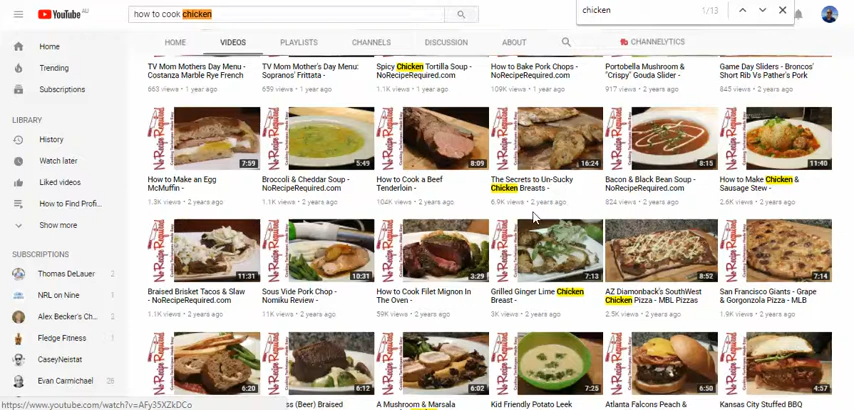 YouTube AU
how to cook chicken
chicken
1/13
HOME VIDEOS PLAYLISTS CHANNELS DISCUSSION ABOUT CHANNELYTICS
Home
Trending
Subscriptions
LIBRARY
History
Watch later
Liked videos
How to Find Profi...
Show more
SUBSCRIPTIONS
Thomas DeLauer 2
NRL on Nine 1
Alex Becker's Ch... 2
Fledge Fitness 1
CaseyNeistat
Evan Carmichael 26
TV Mom Mothers Day Menu -
Costanza Marble Rye French
663 views • 1 year ago
TV Mom Mother's Day Menu:
Sopranos' Frittata -
659 views • 1 year ago
Spicy Chicken Tortilla Soup -
NoRecipeRequired.com
1.1K views • 1 year ago
How to Bake Pork Chops -
NoRecipeRequired.com
109K views • 1 year ago
Portobella Mushroom &
"Crispy" Gouda Slider -
917 views • 2 years ago
Game Day Sliders - Broncos'
Short Rib Vs Pather's Pork
845 views • 2 years ago
7:59
How to Make an Egg
McMuffin -
1.3K views • 2 years ago
5:49
Broccoli & Cheddar Soup -
NoRecipeRequired.com
1.1K views • 2 years ago
8:09
How to Cook a Beef
Tenderloin -
104K views • 2 years ago
16:24
The Secrets to Un-Sucky
Chicken Breasts -
6.9K views • 2 years ago
8:15
Bacon & Black Bean Soup -
NoRecipeRequired.com
824 views • 2 years ago
11:40
How to Make Chicken &
Sausage Stew -
2.6K views • 2 years ago
11:31
Braised Brisket Tacos & Slaw
- NoRecipeRequired.com
1.1K views • 2 years ago
10:31
Sous Vide Pork Chop -
Nomiku Review -
11K views • 2 years ago
3:29
How to Cook Filet Mignon In
The Oven -
59K views • 2 years ago
7:13
Grilled Ginger Lime Chicken
Breast -
3K views • 2 years ago
8:52
AZ Diamonback's SouthWest
Chicken Pizza - MBL Pizzas
2.5K views • 2 years ago
7:14
San Francisco Giants - Grape
& Gorgonzola Pizza - MLB
1.9K views • 2 years ago
6:20
6:12
ss (Beer) Braised
6:02
A Mushroom & Marsala
7:25
Kid Friendly Potato Leek
6:50
Atlanta Falcons Peach &
4:57
Kansas City Stuffed BBQ
https://www.youtube.com/watch?v=AFy35XZkDCo